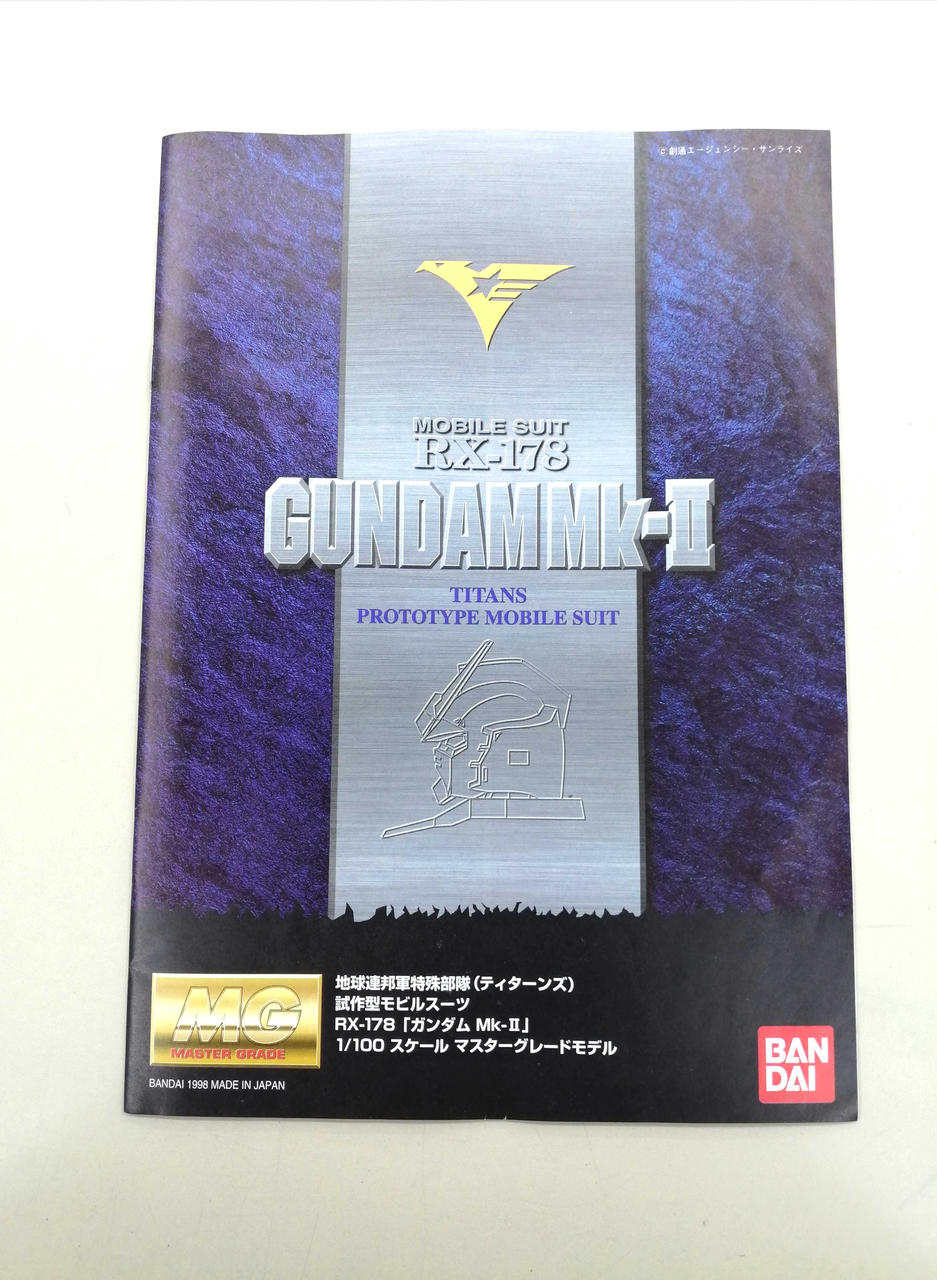 ©創通エージェンシー・サンライズ
MOBILE SUIT
RX-178
GUNDAM Mk-II
TITANS
PROTOTYPE MOBILE SUIT
MG
MASTER GRADE
地球連邦軍特殊部隊（ティターンズ）
試作型モビルスーツ
RX-178「ガンダム Mk-Ⅱ」
1/100 スケール マスターグレードモデル
BANDAI 1998 MADE IN JAPAN
BAN
DAI